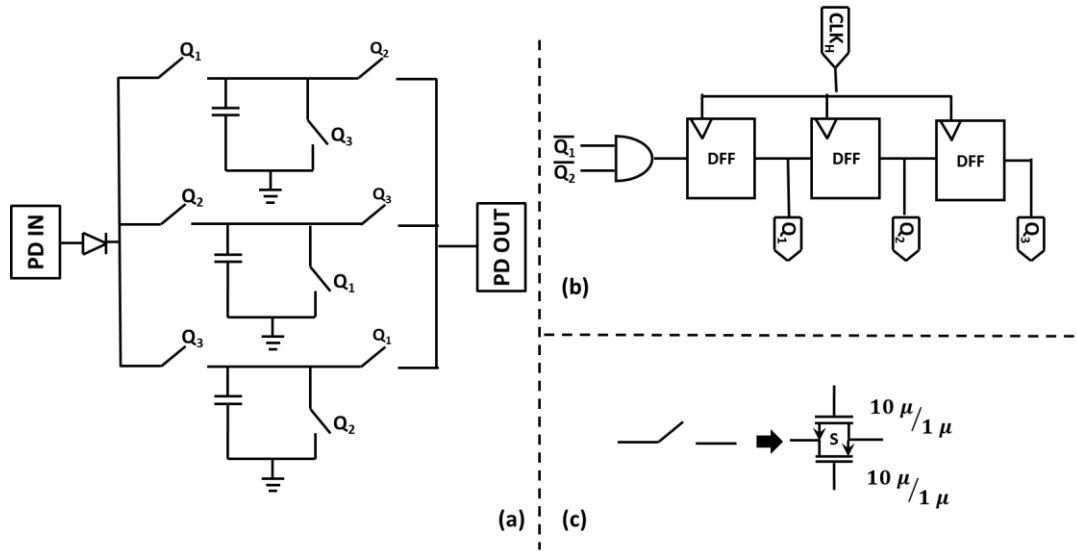 Q₁
Q₂
Q₃
PD IN
Q₂
Q₃
Q₁
PD OUT
Q₃
Q₁
Q₂
(a)
CLK_H
Q̅₁
Q̅₂
DFF
DFF
DFF
Q₁
Q₂
Q₃
(b)
10 μ/1 μ
S
10 μ/1 μ
(c)